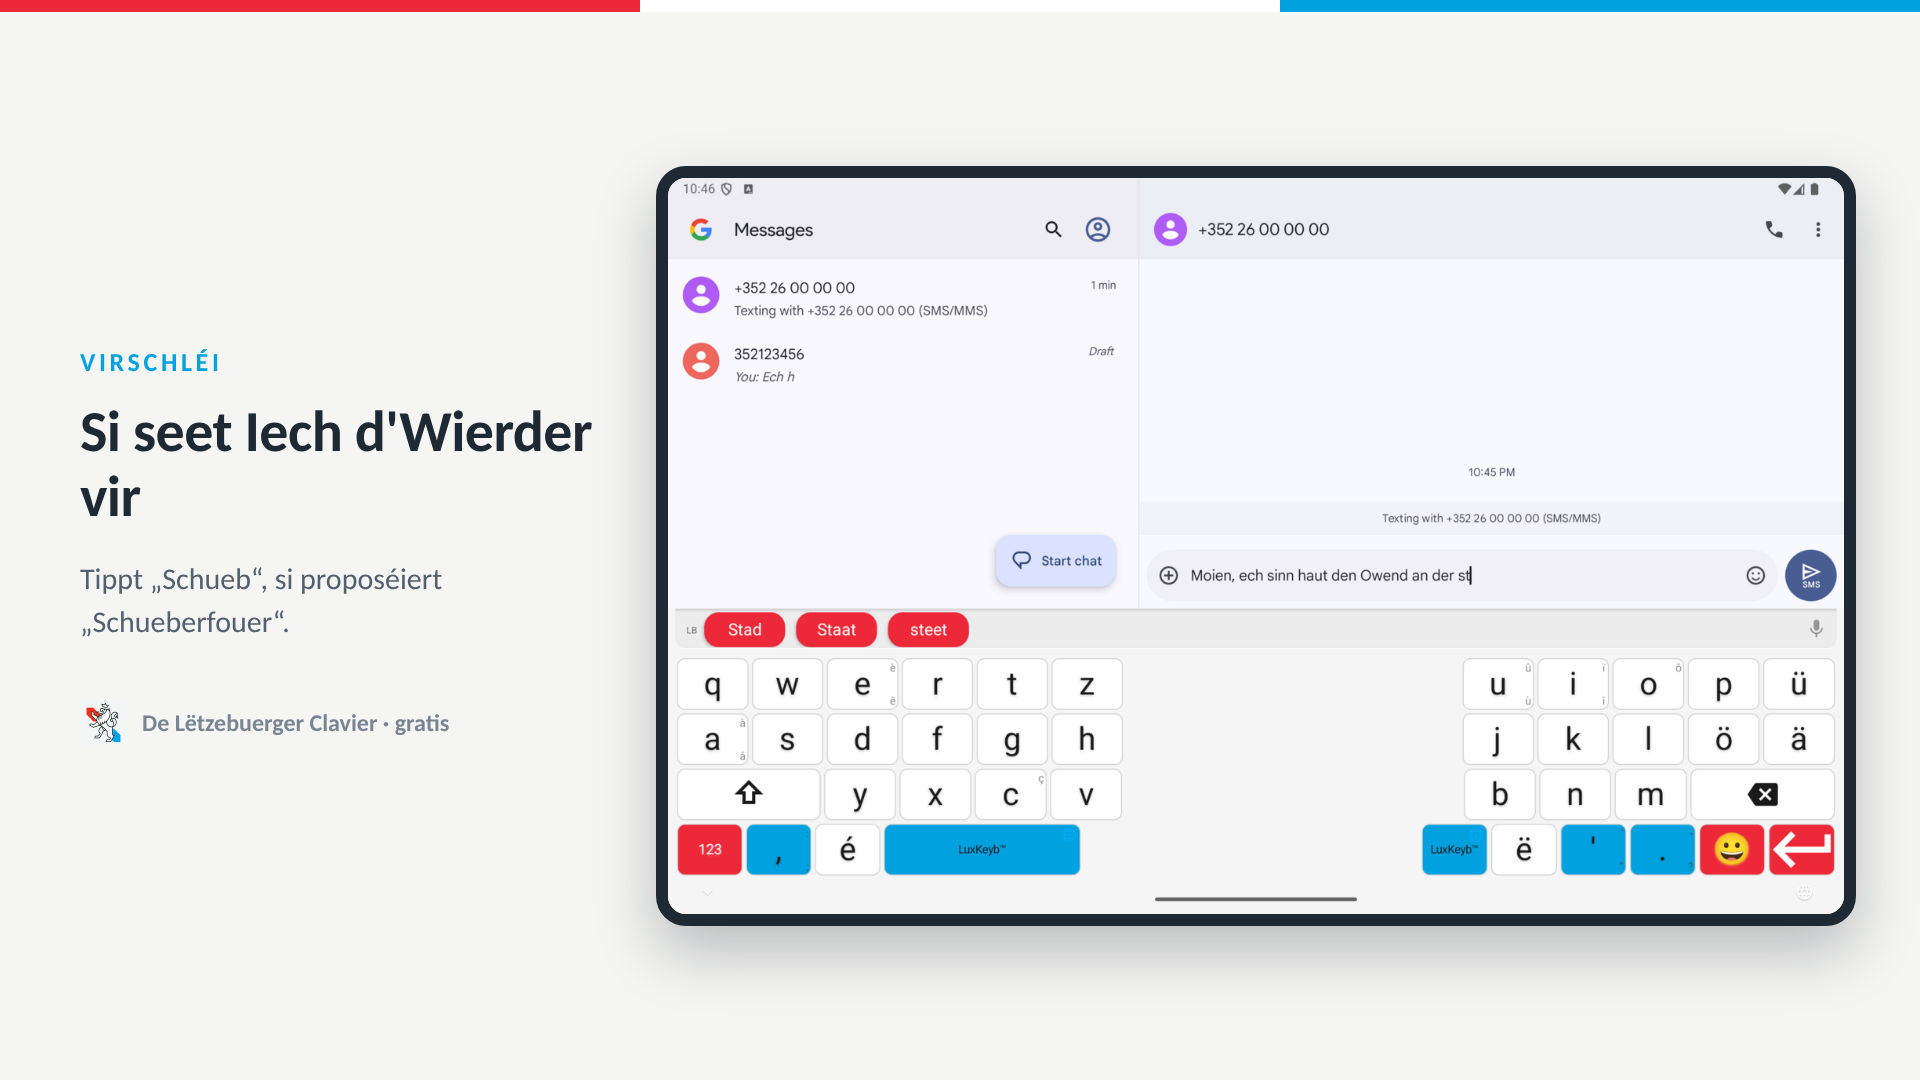 VIRSCHLÉI
Si seet Iech d'Wierder
vir
Tippt „Schueb“, si proposéiert
„Schueberfouer“.
De Lëtzebuerger Clavier · gratis
10:46
Messages
+352 26 00 00 00
1 min
Texting with +352 26 00 00 00 (SMS/MMS)
352123456
Draft
You: Ech h
Start chat
+352 26 00 00 00
10:45 PM
Texting with +352 26 00 00 00 (SMS/MMS)
Moien, ech sinn haut den Owend an der st
SMS
LB Stad Staat steet
q w e è ê r t z u û ù i ï î o ô p ü
a à â s d f g h j k l ö ä
y x c ç v b n m
123 , é LuxKeyb™ LuxKeyb™ ë ' .